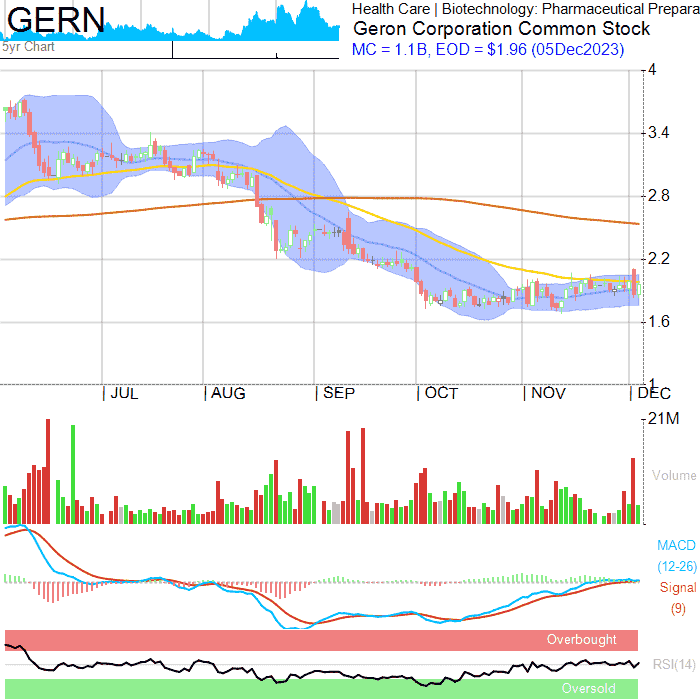 GERN
Health Care | Biotechnology: Pharmaceutical Prepara
Geron Corporation Common Stock
5yr Chart
MC = 1.1B, EOD = $1.96 (05Dec2023)
4
3.4
2.8
2.2
1.6
1
JUL AUG SEP OCT NOV DEC
21M
Volume
MACD
(12-26)
Signal
(9)
Overbought
RSI(14)
Oversold